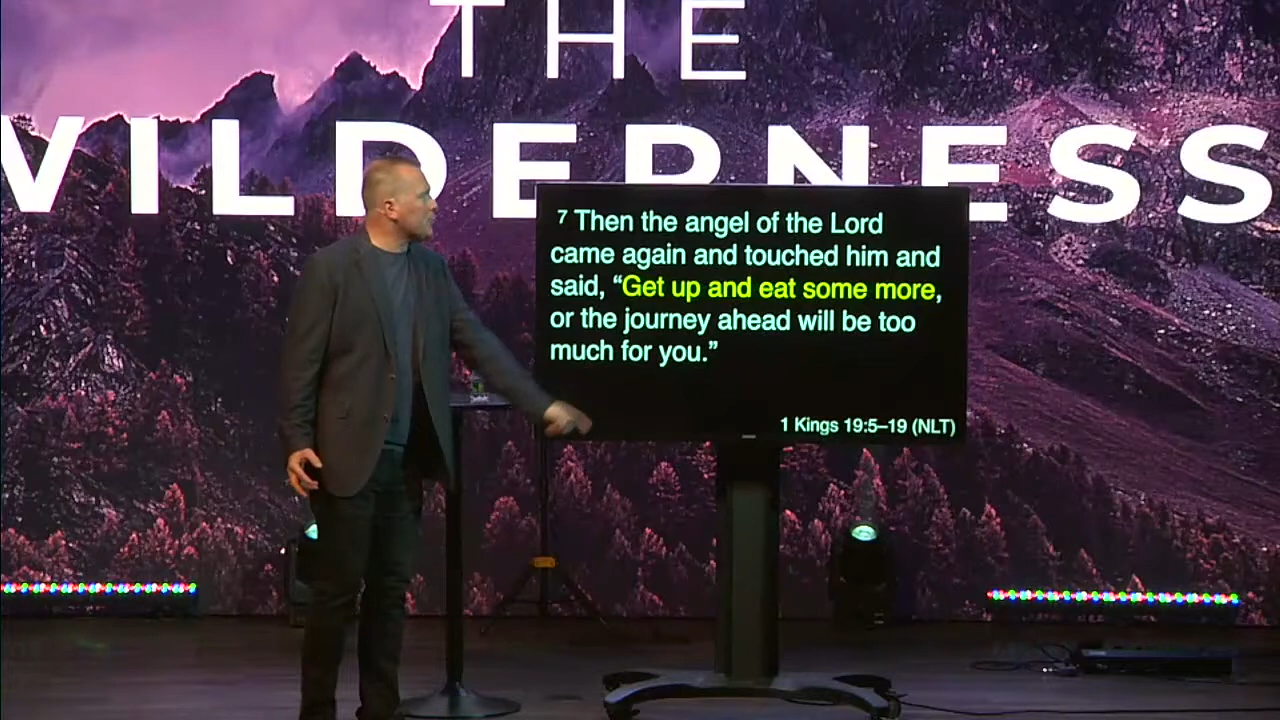 THE
WILDERNESS
7 Then the angel of the Lord
came again and touched him and
said, “Get up and eat some more,
or the journey ahead will be too
much for you.”
1 Kings 19:5–19 (NLT)